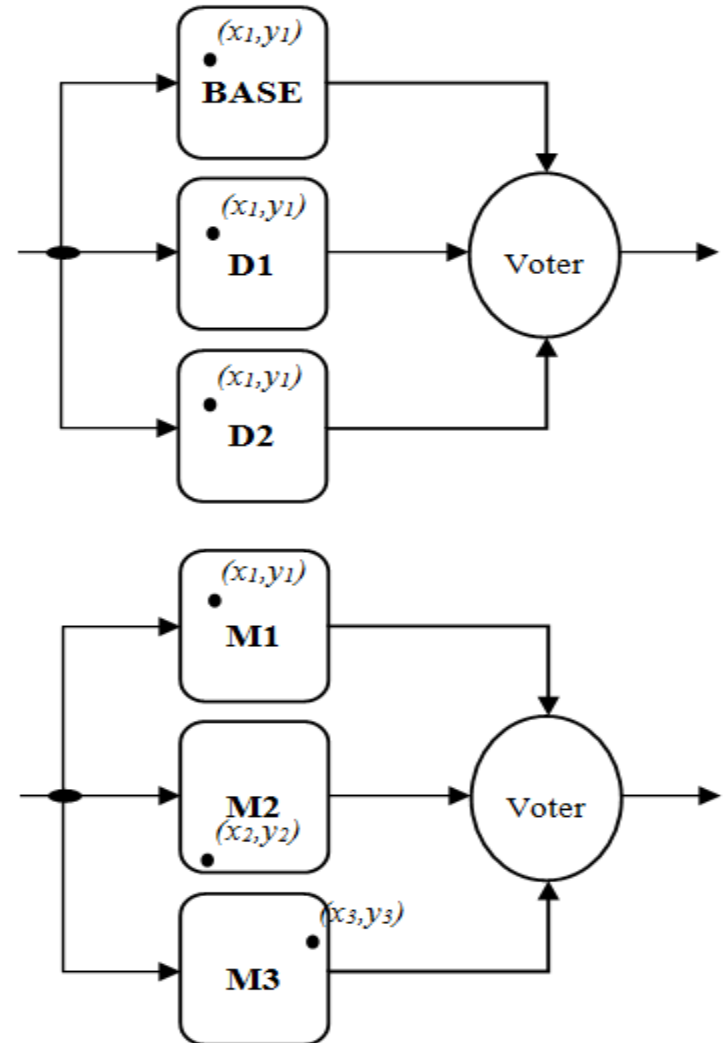 (x1,y1)
BASE
(x1,y1)
D1
Voter
(x1,y1)
D2
(x1,y1)
M1
M2
(x2,y2)
Voter
(x3,y3)
M3